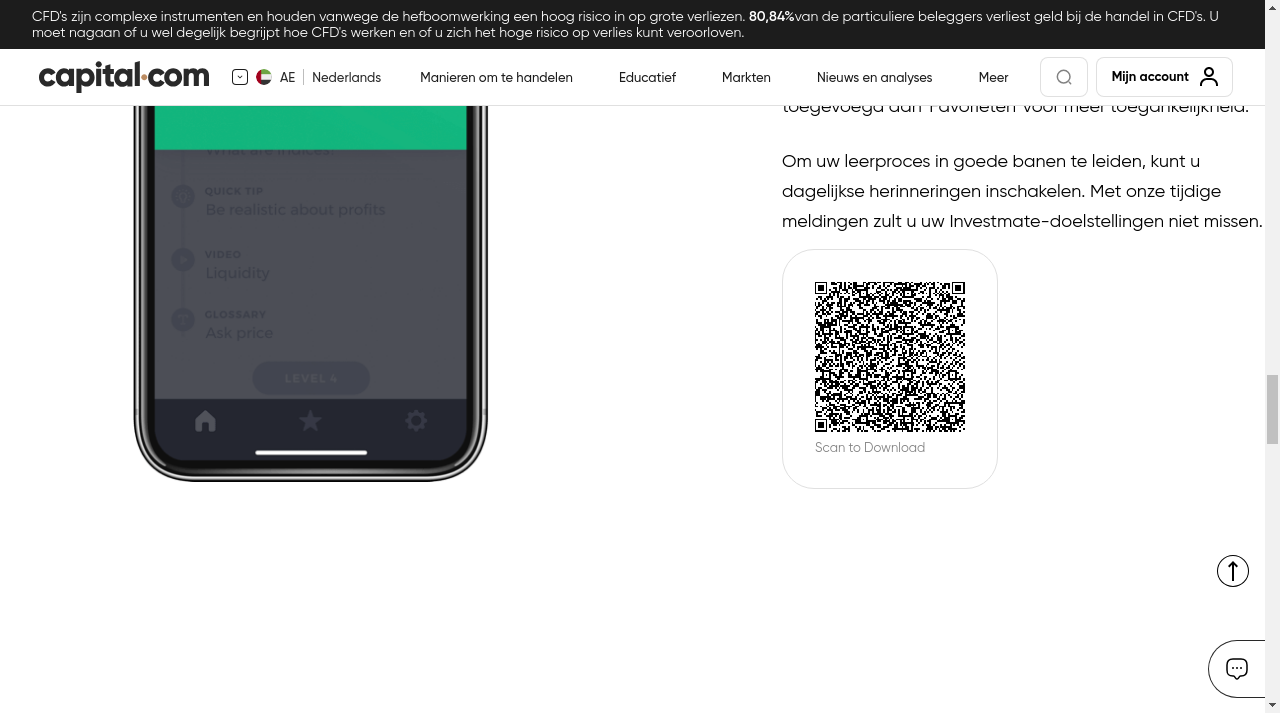 CFD's zijn complexe instrumenten en houden vanwege de hefboomwerking een hoog risico in op grote verliezen. 80,84%van de particuliere beleggers verliest geld bij de handel in CFD's. U
moet nagaan of u wel degelijk begrijpt hoe CFD's werken en of u zich het hoge risico op verlies kunt veroorloven.
capital.com
AE
Nederlands
Manieren om te handelen
Educatief
Markten
Nieuws en analyses
Meer
Mijn account
toegevoegd aan 'Favorieten' voor meer toegankelijkheid.
Om uw leerproces in goede banen te leiden, kunt u
dagelijkse herinneringen inschakelen. Met onze tijdige
meldingen zult u uw Investmate-doelstellingen niet missen.
What are indices?
QUICK TIP
Be realistic about profits
VIDEO
Liquidity
GLOSSARY
Ask price
LEVEL 4
Scan to Download